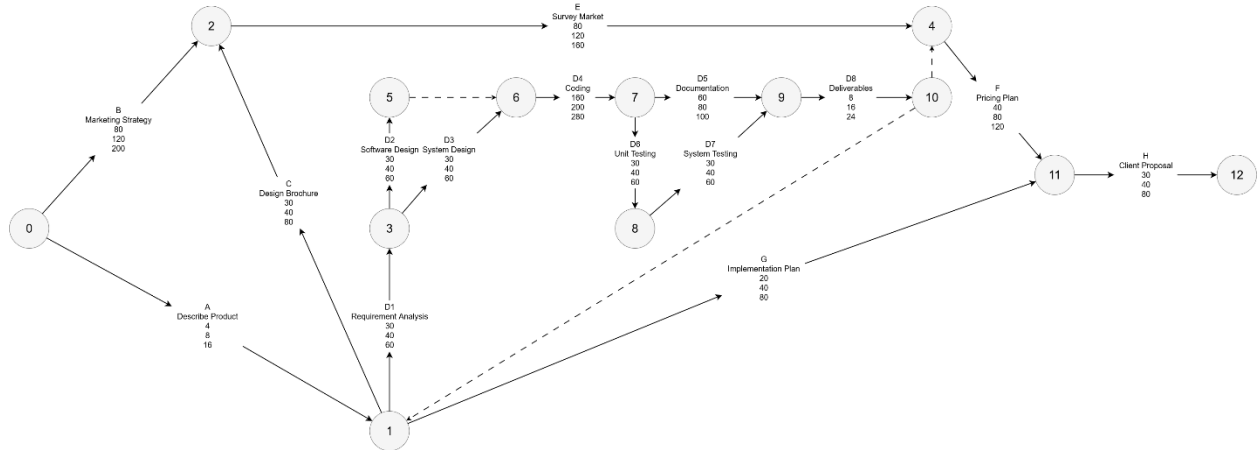 E
Survey Market
80
120
160
2
4
B
Marketing Strategy
80
120
200
5
6
D4
Coding
160
200
280
7
D5
Documentation
60
80
100
9
D8
Deliverables
8
16
24
10
F
Pricing Plan
40
80
120
D2
Software Design
30
40
60
D3
System Design
30
40
60
D6
Unit Testing
30
40
60
D7
System Testing
30
40
60
C
Design Brochure
30
40
80
H
Client Proposal
30
40
80
11
12
0
3
8
G
Implementation Plan
20
40
80
A
Describe Product
4
8
16
D1
Requirement Analysis
30
40
60
1